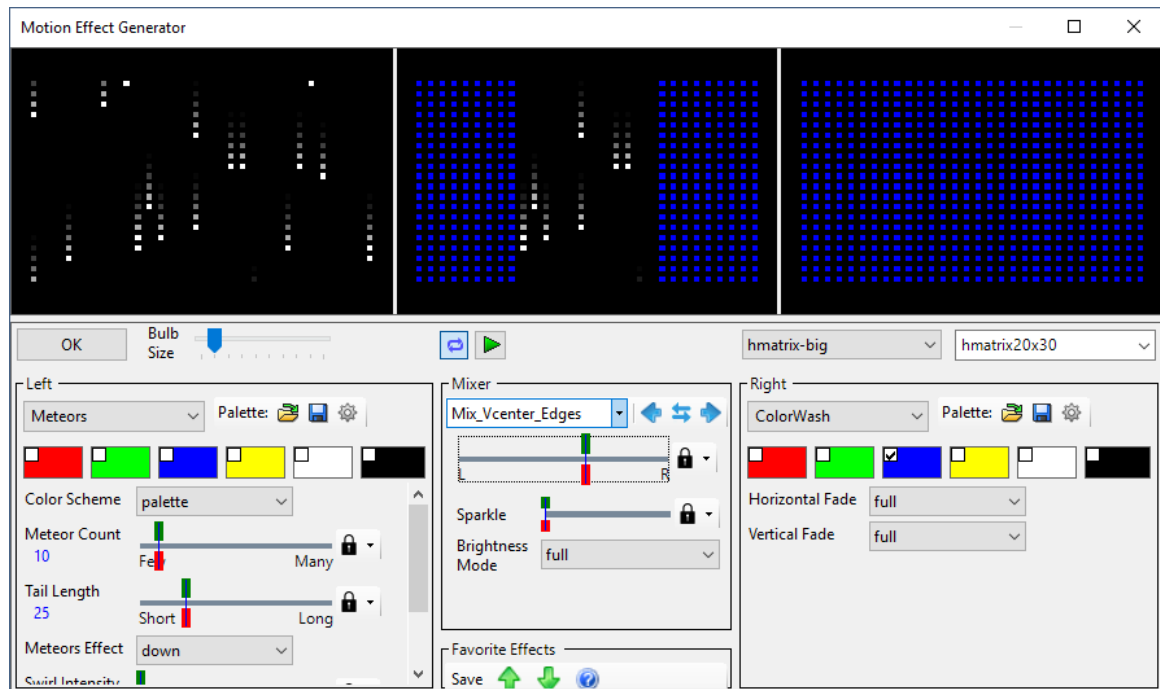 Motion Effect Generator
OK
Bulb
Size
hmatrix-big
hmatrix20x30
Left
Meteors
Palette:
Color Scheme
palette
Meteor Count
10
Few
Many
Tail Length
25
Short
Long
Meteors Effect
down
Swirl Intensity
Mixer
Mix_Vcenter_Edges
L
R
Sparkle
Brightness
Mode
full
Favorite Effects
Save
Right
ColorWash
Palette:
Horizontal Fade
full
Vertical Fade
full